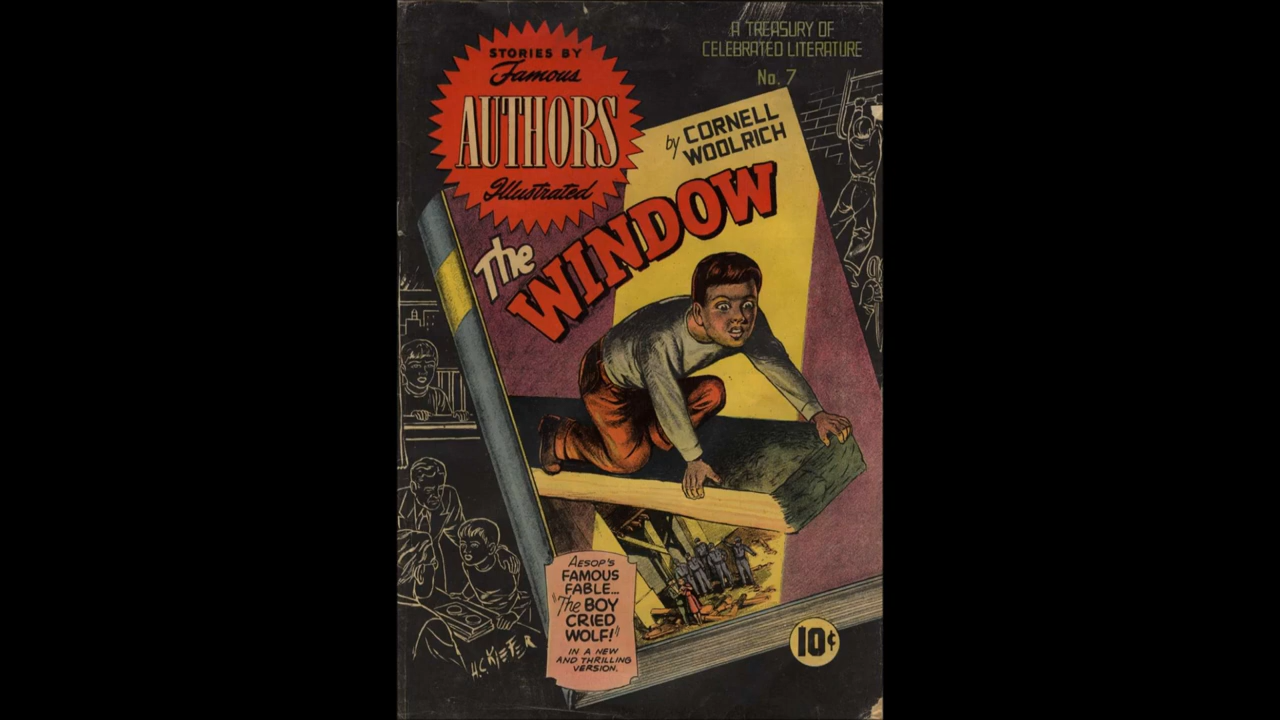 STORIES BY
Famous
AUTHORS
Illustrated
A TREASURY OF
CELEBRATED LITERATURE
No. 7
by CORNELL
WOOLRICH
The
WINDOW
AESOP'S
FAMOUS
FABLE...
"The BOY
CRIED
WOLF!"
IN A NEW
AND THRILLING
VERSION.
10¢
H.C. KIEFER